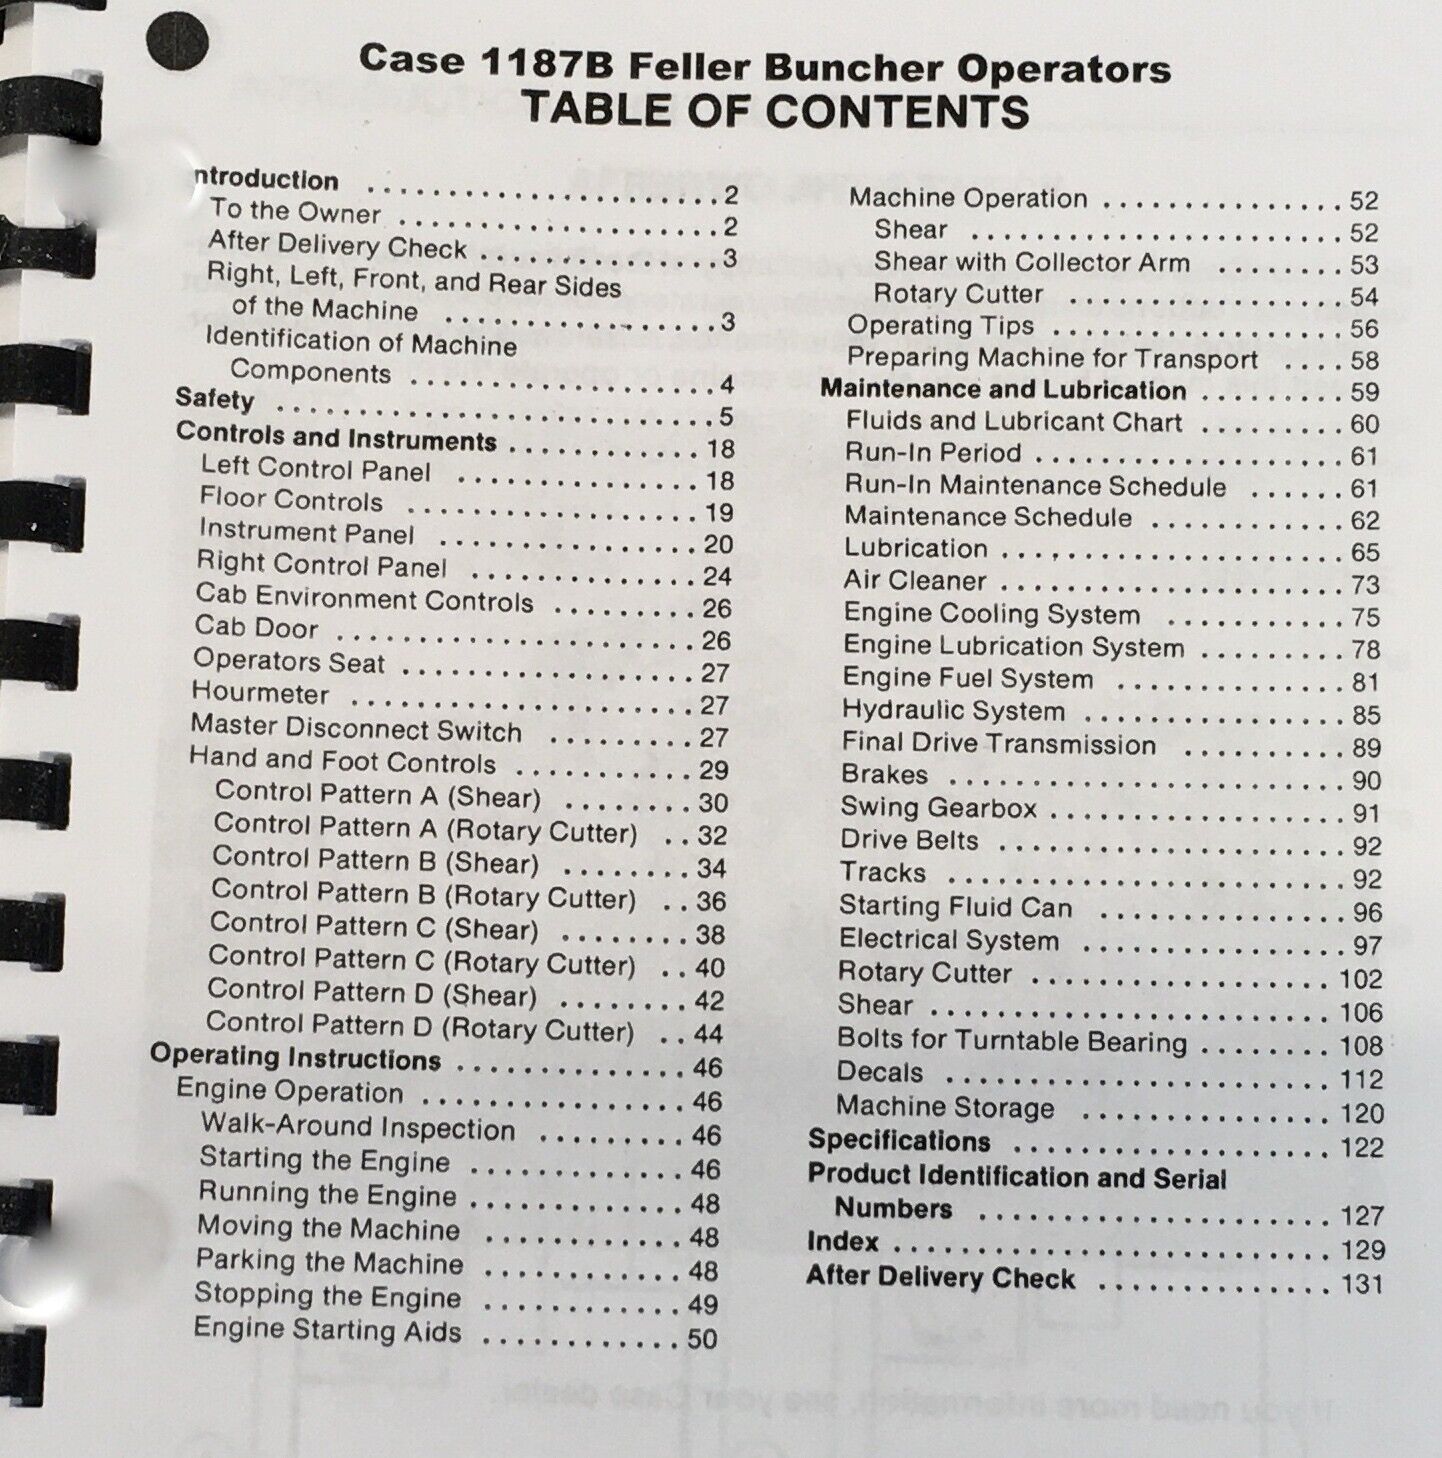 Case 1187B Feller Buncher Operators
TABLE OF CONTENTS
ntroduction . . . . . . . . . . . . . . . . . . . . . . 2
To the Owner . . . . . . . . . . . . . . . . . . . . 2
After Delivery Check . . . . . . . . . . . . . . . 3
Right, Left, Front, and Rear Sides
of the Machine . . . . . . . . . . . . . . . . . 3
Identification of Machine
Components . . . . . . . . . . . . . . . . . . . 4
Safety . . . . . . . . . . . . . . . . . . . . . . . . . . . 5
Controls and Instruments . . . . . . . . . . . . 18
Left Control Panel . . . . . . . . . . . . . . . 18
Floor Controls . . . . . . . . . . . . . . . . . . 19
Instrument Panel . . . . . . . . . . . . . . . . 20
Right Control Panel . . . . . . . . . . . . . . 24
Cab Environment Controls . . . . . . . . . 26
Cab Door . . . . . . . . . . . . . . . . . . . . . . 26
Operators Seat . . . . . . . . . . . . . . . . . . 27
Hourmeter . . . . . . . . . . . . . . . . . . . . . 27
Master Disconnect Switch . . . . . . . . . 27
Hand and Foot Controls . . . . . . . . . . . 29
Control Pattern A (Shear) . . . . . . . . 30
Control Pattern A (Rotary Cutter) . . 32
Control Pattern B (Shear) . . . . . . . . 34
Control Pattern B (Rotary Cutter) . . 36
Control Pattern C (Shear) . . . . . . . . 38
Control Pattern C (Rotary Cutter) . . 40
Control Pattern D (Shear) . . . . . . . . 42
Control Pattern D (Rotary Cutter) . . 44
Operating Instructions . . . . . . . . . . . . . . 46
Engine Operation . . . . . . . . . . . . . . . . 46
Walk-Around Inspection . . . . . . . . . 46
Starting the Engine . . . . . . . . . . . . . 46
Running the Engine . . . . . . . . . . . . . 48
Moving the Machine . . . . . . . . . . . . 48
Parking the Machine . . . . . . . . . . . . 48
Stopping the Engine . . . . . . . . . . . . 49
Engine Starting Aids . . . . . . . . . . . . 50
Machine Operation . . . . . . . . . . . . . . . 52
Shear . . . . . . . . . . . . . . . . . . . . . . . 52
Shear with Collector Arm . . . . . . . . 53
Rotary Cutter . . . . . . . . . . . . . . . . . 54
Operating Tips . . . . . . . . . . . . . . . . . . 56
Preparing Machine for Transport . . . . 58
Maintenance and Lubrication . . . . . . . . . 59
Fluids and Lubricant Chart . . . . . . . . . 60
Run-In Period . . . . . . . . . . . . . . . . . . . 61
Run-In Maintenance Schedule . . . . . . 61
Maintenance Schedule . . . . . . . . . . . . 62
Lubrication . . . . . . . . . . . . . . . . . . . . . 65
Air Cleaner . . . . . . . . . . . . . . . . . . . . . 73
Engine Cooling System . . . . . . . . . . . 75
Engine Lubrication System . . . . . . . . . 78
Engine Fuel System . . . . . . . . . . . . . . 81
Hydraulic System . . . . . . . . . . . . . . . . 85
Final Drive Transmission . . . . . . . . . . 89
Brakes . . . . . . . . . . . . . . . . . . . . . . . . 90
Swing Gearbox . . . . . . . . . . . . . . . . . . 91
Drive Belts . . . . . . . . . . . . . . . . . . . . . 92
Tracks . . . . . . . . . . . . . . . . . . . . . . . . 92
Starting Fluid Can . . . . . . . . . . . . . . . 96
Electrical System . . . . . . . . . . . . . . . . 97
Rotary Cutter . . . . . . . . . . . . . . . . . . 102
Shear . . . . . . . . . . . . . . . . . . . . . . . . 106
Bolts for Turntable Bearing . . . . . . . . 108
Decals . . . . . . . . . . . . . . . . . . . . . . . 112
Machine Storage . . . . . . . . . . . . . . . 120
Specifications . . . . . . . . . . . . . . . . . . . 122
Product Identification and Serial
Numbers . . . . . . . . . . . . . . . . . . . . . 127
Index . . . . . . . . . . . . . . . . . . . . . . . . . . 129
After Delivery Check . . . . . . . . . . . . . . 131